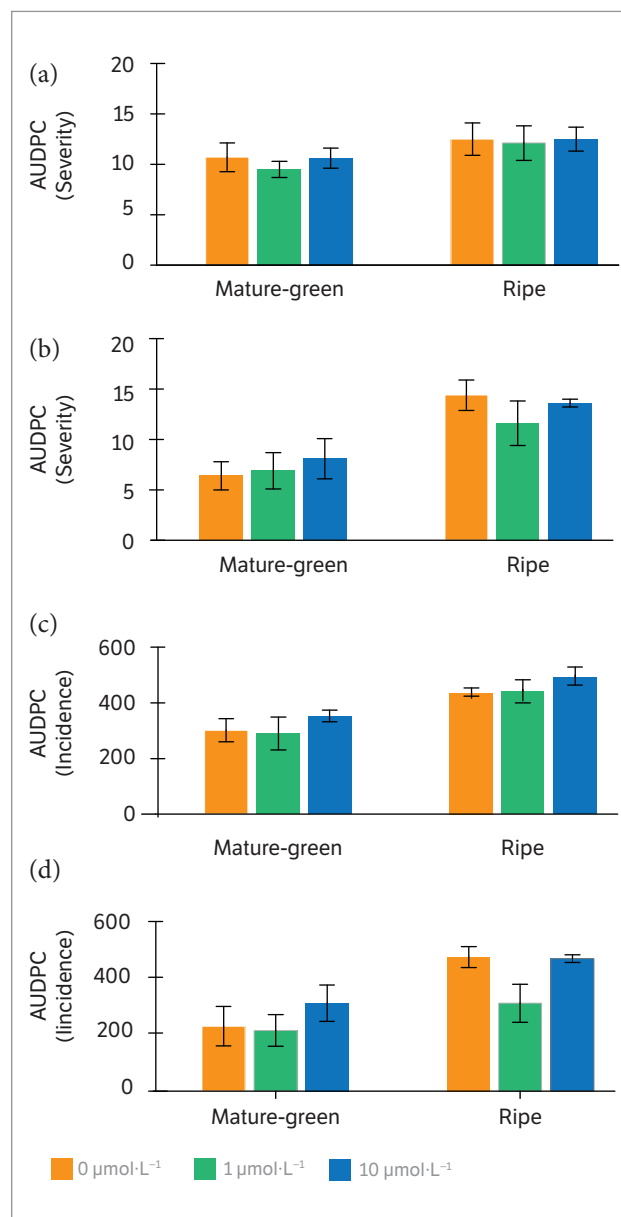 (a)
AUDPC
(Severity)
20
15
10
5
0
Mature-green Ripe
(b)
AUDPC
(Severity)
20
15
10
5
0
Mature-green Ripe
(c)
AUDPC
(Incidence)
600
400
200
0
Mature-green Ripe
(d)
AUDPC
(Iincidence)
600
400
200
0
Mature-green Ripe
0 µmol·L⁻¹ 1 µmol·L⁻¹ 10 µmol·L⁻¹